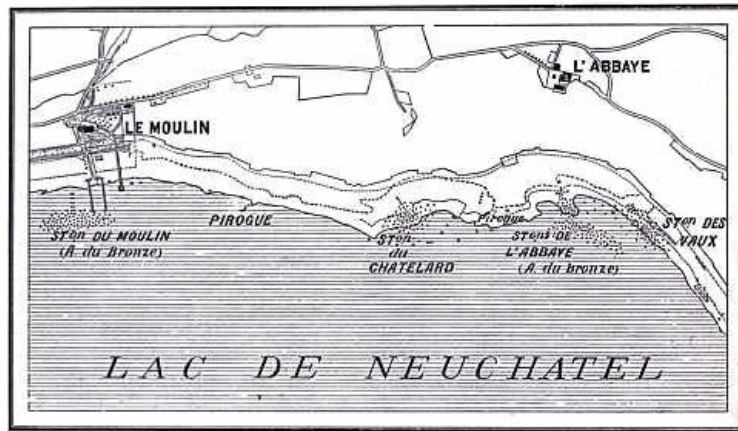 L'ABBAYE
LE MOULIN
PIROGUE
Pirogue
Ston DU MOULIN
(A. du Bronze)
Ston
du
CHATELARD
Stons DE
L'ABBAYE
(A. du bronze)
Ston DES
VAUX
LAC DE NEUCHATEL